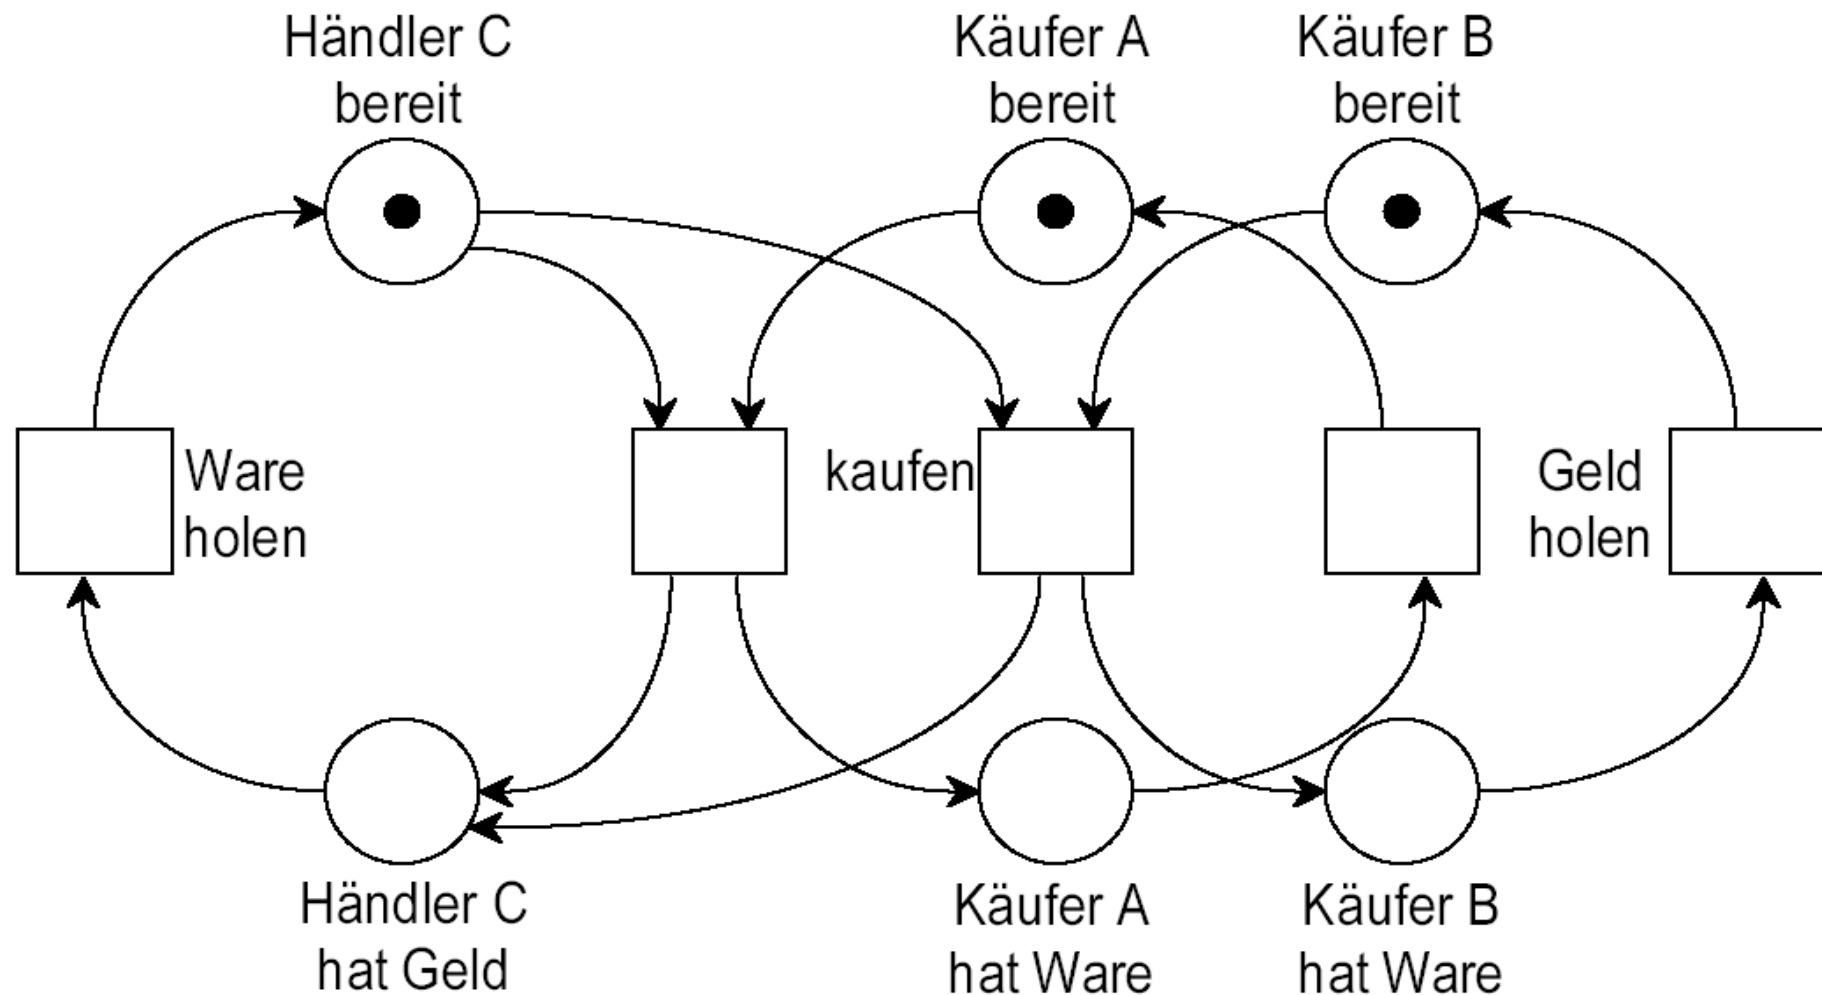 Händler C
bereit
Käufer A
bereit
Käufer B
bereit
Ware
holen
kaufen
Geld
holen
Händler C
hat Geld
Käufer A
hat Ware
Käufer B
hat Ware